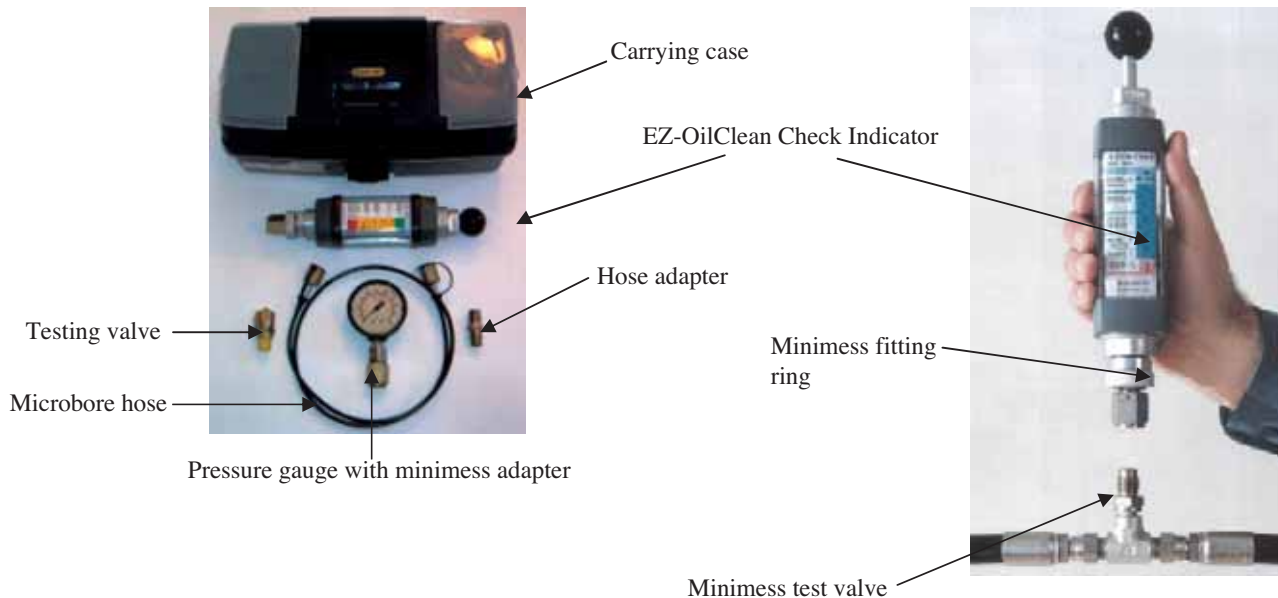 Carrying case
EZ-OilClean Check Indicator
Hose adapter
Testing valve
Minimess fitting
ring
Microbore hose
Pressure gauge with minimess adapter
Minimess test valve